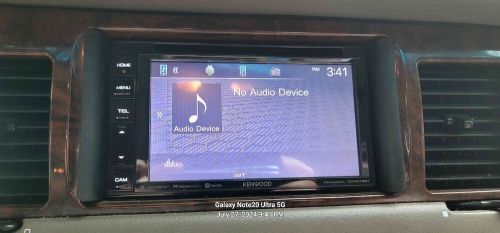 HOME
PM 3:41
MENU
No Audio Device
TEL
Audio Device
CAM
KENWOOD
Galaxy Note20 Ultra 5G
July 27, 2024 3:41 PM